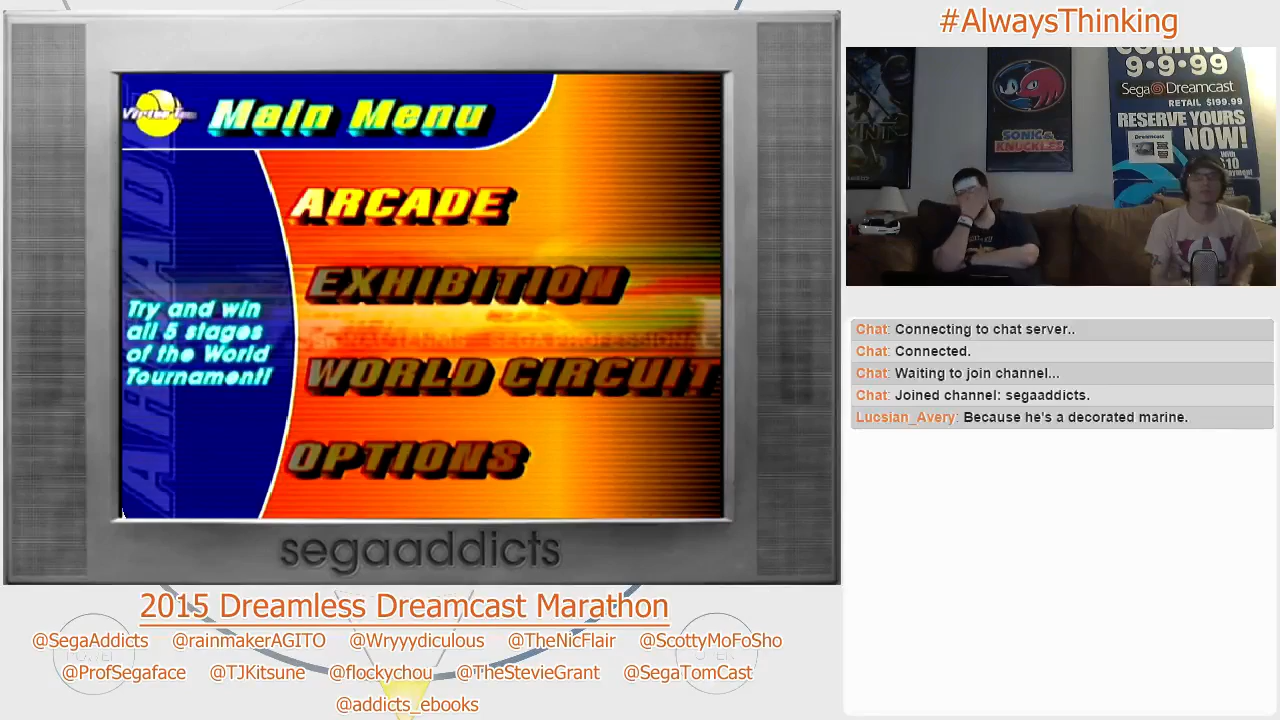 #AlwaysThinking
Main Menu
ARCADE
EXHIBITION
WORLD CIRCUIT
OPTIONS
Try and win
all 5 stages
of the World
Tournament!
segaaddicts
COMING
9·9·99
Sega Dreamcast
RETAIL $199.99
RESERVE YOURS
NOW!
SONIC &
KNUCKLES
Chat: Connecting to chat server..
Chat: Connected.
Chat: Waiting to join channel...
Chat: Joined channel: segaaddicts.
Lucsian_Avery: Because he's a decorated marine.
2015 Dreamless Dreamcast Marathon
@SegaAddicts @rainmakerAGITO @Wryyydiculous @TheNicFlair @ScottyMoFoSho
@ProfSegaface @TJKitsune @flockychou @TheStevieGrant @SegaTomCast
@addicts_ebooks